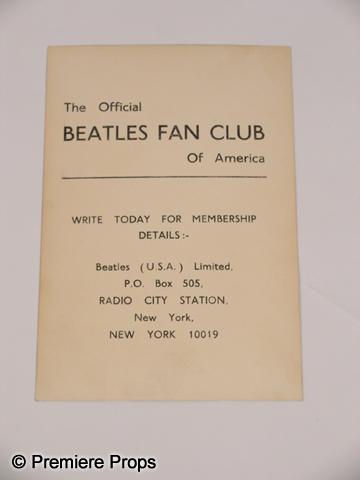 The Official
BEATLES FAN CLUB
Of America
WRITE TODAY FOR MEMBERSHIP
DETAILS:-
Beatles (U.S.A.) Limited,
P.O. Box 505,
RADIO CITY STATION,
New York,
NEW YORK 10019
© Premiere Props